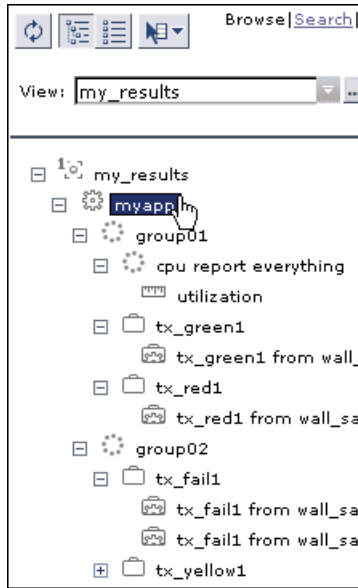 Browse|Search|
View: my_results
...
1 my_results
myapp
group01
cpu report everything
utilization
tx_green1
tx_green1 from wall_
tx_red1
tx_red1 from wall_sa
group02
tx_fail1
tx_fail1 from wall_sa
tx_fail1 from wall_sa
tx_yellow1